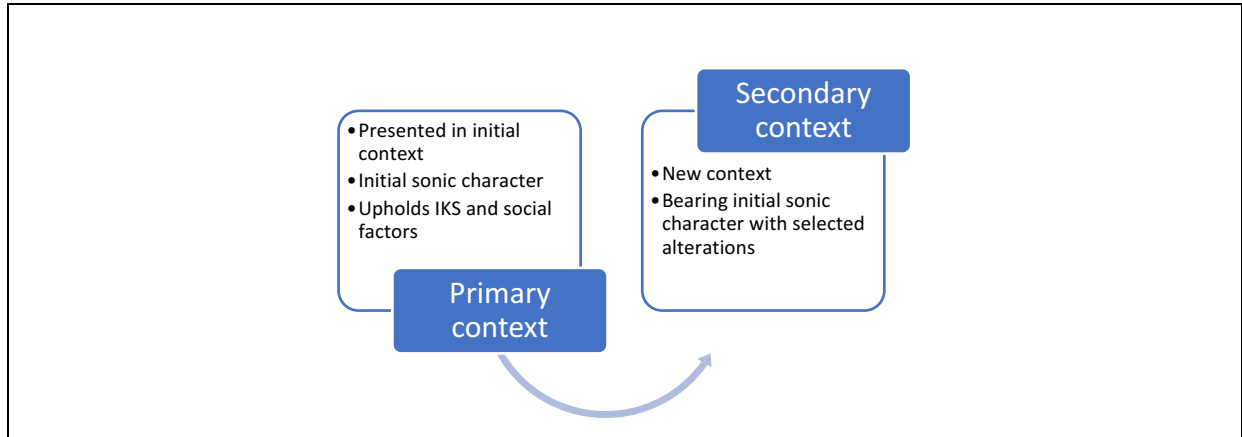 •Presented in initial
context
•Initial sonic character
•Upholds IKS and social
factors
Primary
context
Secondary
context
•New context
•Bearing initial sonic
character with selected
alterations